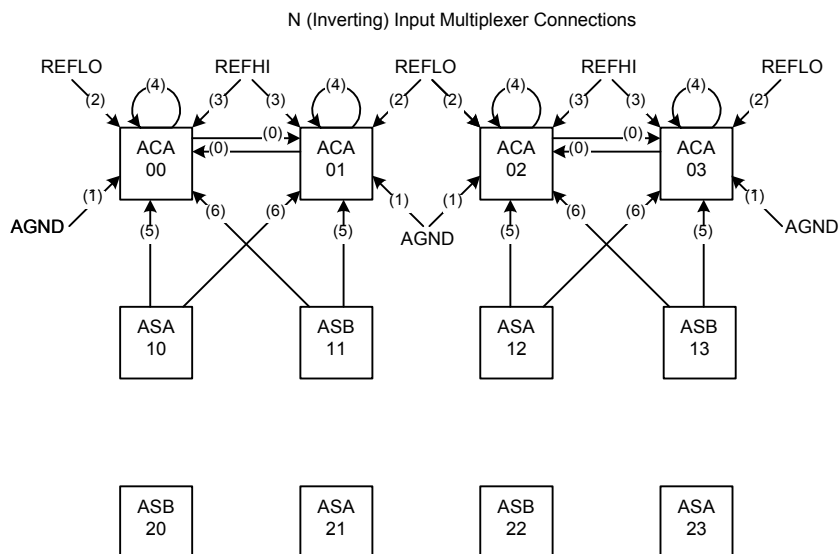 N (Inverting) Input Multiplexer Connections
REFLO REFHI REFLO REFHI REFLO
(4) (4) (4) (4)
(2) (3) (3) (2) (2) (3) (3) (2)
ACA ACA ACA ACA
00 01 02 03
(0) (0)
(0) (0)
(1) (1) (1) (1)
AGND AGND AGND
(6) (6) (6) (6)
(5) (5) (5) (5)
ASA ASB ASA ASB
10 11 12 13
ASB ASA ASB ASA
20 21 22 23